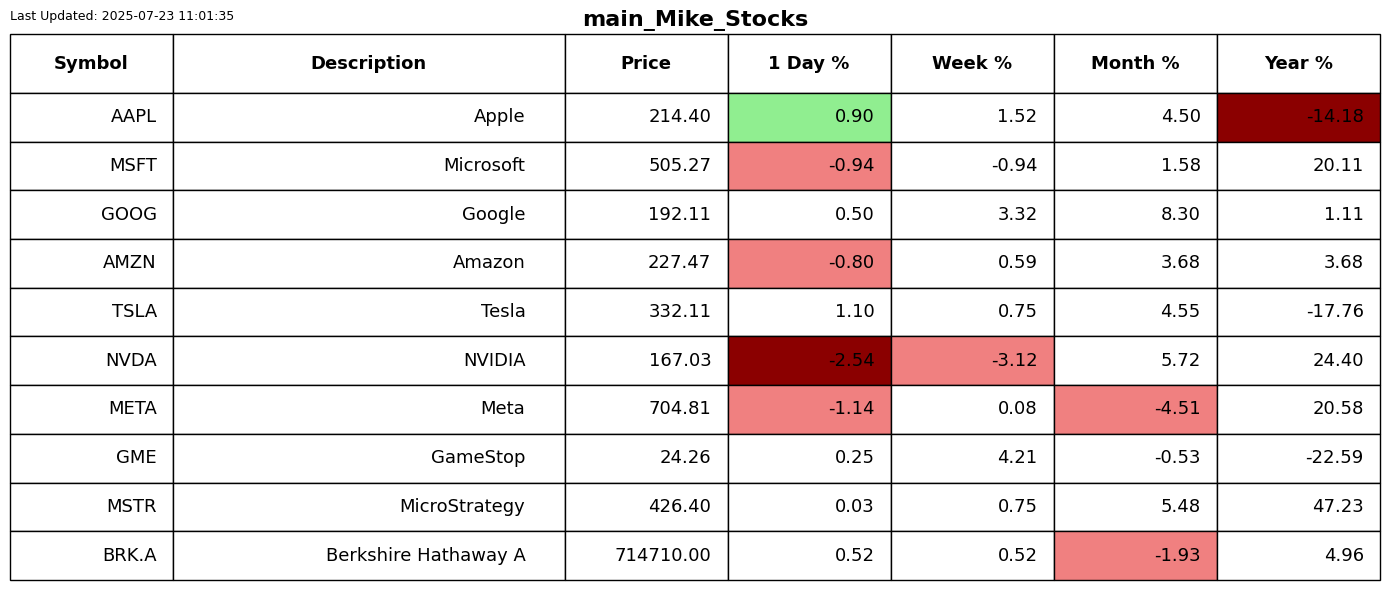 Last Updated: 2025-07-23 11:01:35
main_Mike_Stocks
Symbol Description Price 1 Day % Week % Month % Year %
AAPL Apple 214.40 0.90 1.52 4.50 -14.18
MSFT Microsoft 505.27 -0.94 -0.94 1.58 20.11
GOOG Google 192.11 0.50 3.32 8.30 1.11
AMZN Amazon 227.47 -0.80 0.59 3.68 3.68
TSLA Tesla 332.11 1.10 0.75 4.55 -17.76
NVDA NVIDIA 167.03 -2.54 -3.12 5.72 24.40
META Meta 704.81 -1.14 0.08 -4.51 20.58
GME GameStop 24.26 0.25 4.21 -0.53 -22.59
MSTR MicroStrategy 426.40 0.03 0.75 5.48 47.23
BRK.A Berkshire Hathaway A 714710.00 0.52 0.52 -1.93 4.96